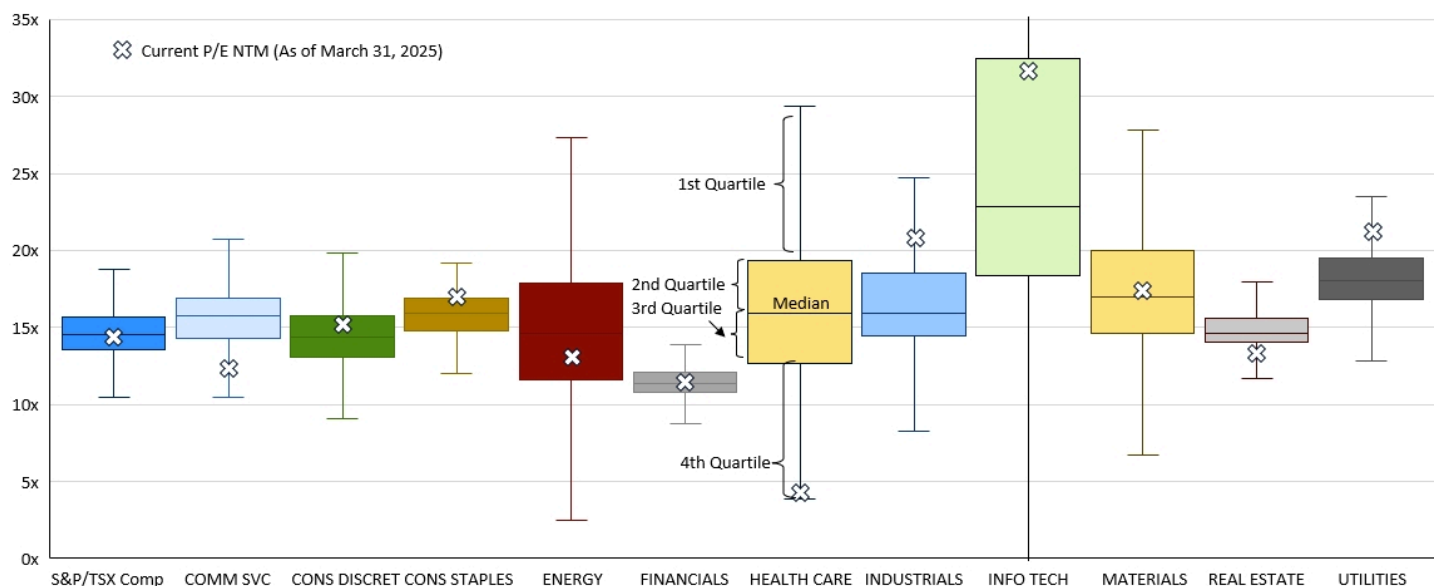 35x
Current P/E NTM (As of March 31, 2025)
30x
25x
1st Quartile
20x
2nd Quartile
Median
3rd Quartile
15x
10x
4th Quartile
5x
0x
S&P/TSX Comp COMM SVC CONS DISCRET CONS STAPLES ENERGY FINANCIALS HEALTH CARE INDUSTRIALS INFO TECH MATERIALS REAL ESTATE UTILITIES